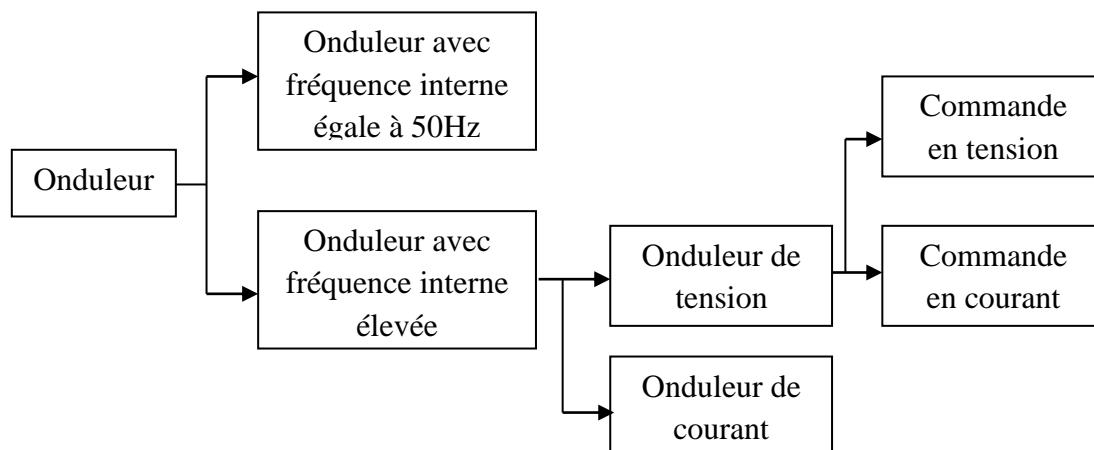 Onduleur
Onduleur avec
fréquence interne
égale à 50Hz
Onduleur avec
fréquence interne
élevée
Onduleur de
tension
Onduleur de
courant
Commande
en tension
Commande
en courant